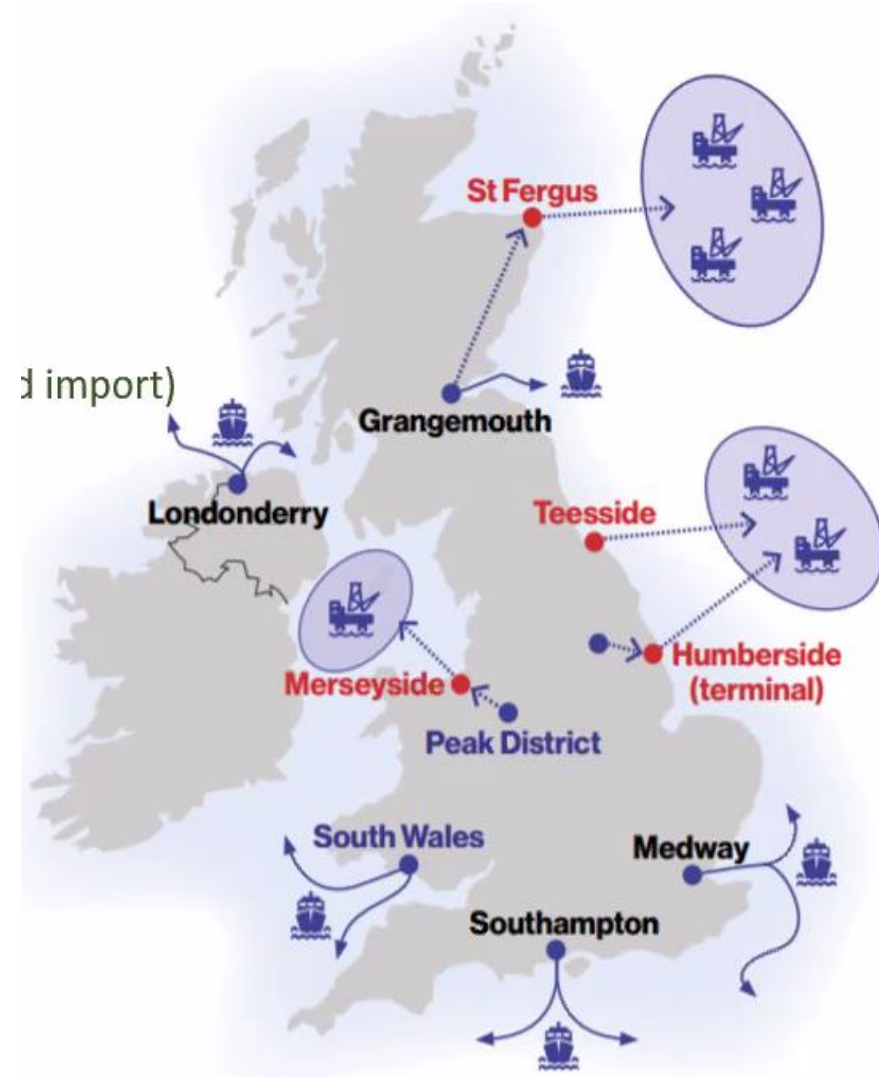 St Fergus
d import)
Grangemouth
Londonderry
Teesside
Humberside
(terminal)
Merseyside
Peak District
South Wales
Medway
Southampton